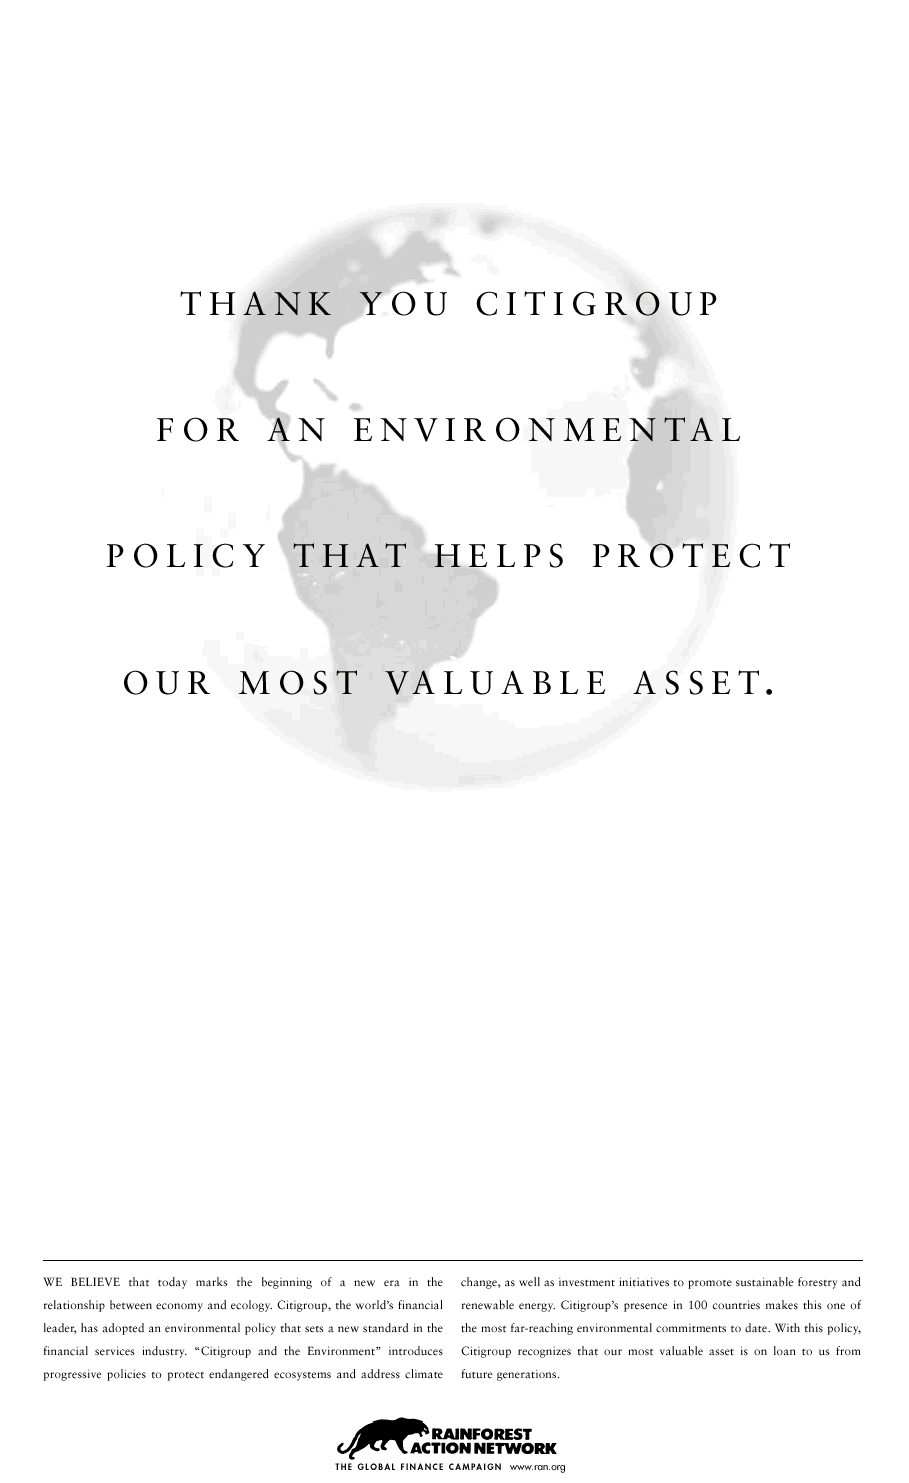 THANK YOU CITIGROUP
FOR AN ENVIRONMENTAL
POLICY THAT HELPS PROTECT
OUR MOST VALUABLE ASSET.
WE BELIEVE that today marks the beginning of a new era in the
relationship between economy and ecology. Citigroup, the world’s financial
leader, has adopted an environmental policy that sets a new standard in the
financial services industry. “Citigroup and the Environment” introduces
progressive policies to protect endangered ecosystems and address climate
change, as well as investment initiatives to promote sustainable forestry and
renewable energy. Citigroup’s presence in 100 countries makes this one of
the most far-reaching environmental commitments to date. With this policy,
Citigroup recognizes that our most valuable asset is on loan to us from
future generations.
RAINFOREST
ACTION NETWORK
THE GLOBAL FINANCE CAMPAIGN www.ran.org